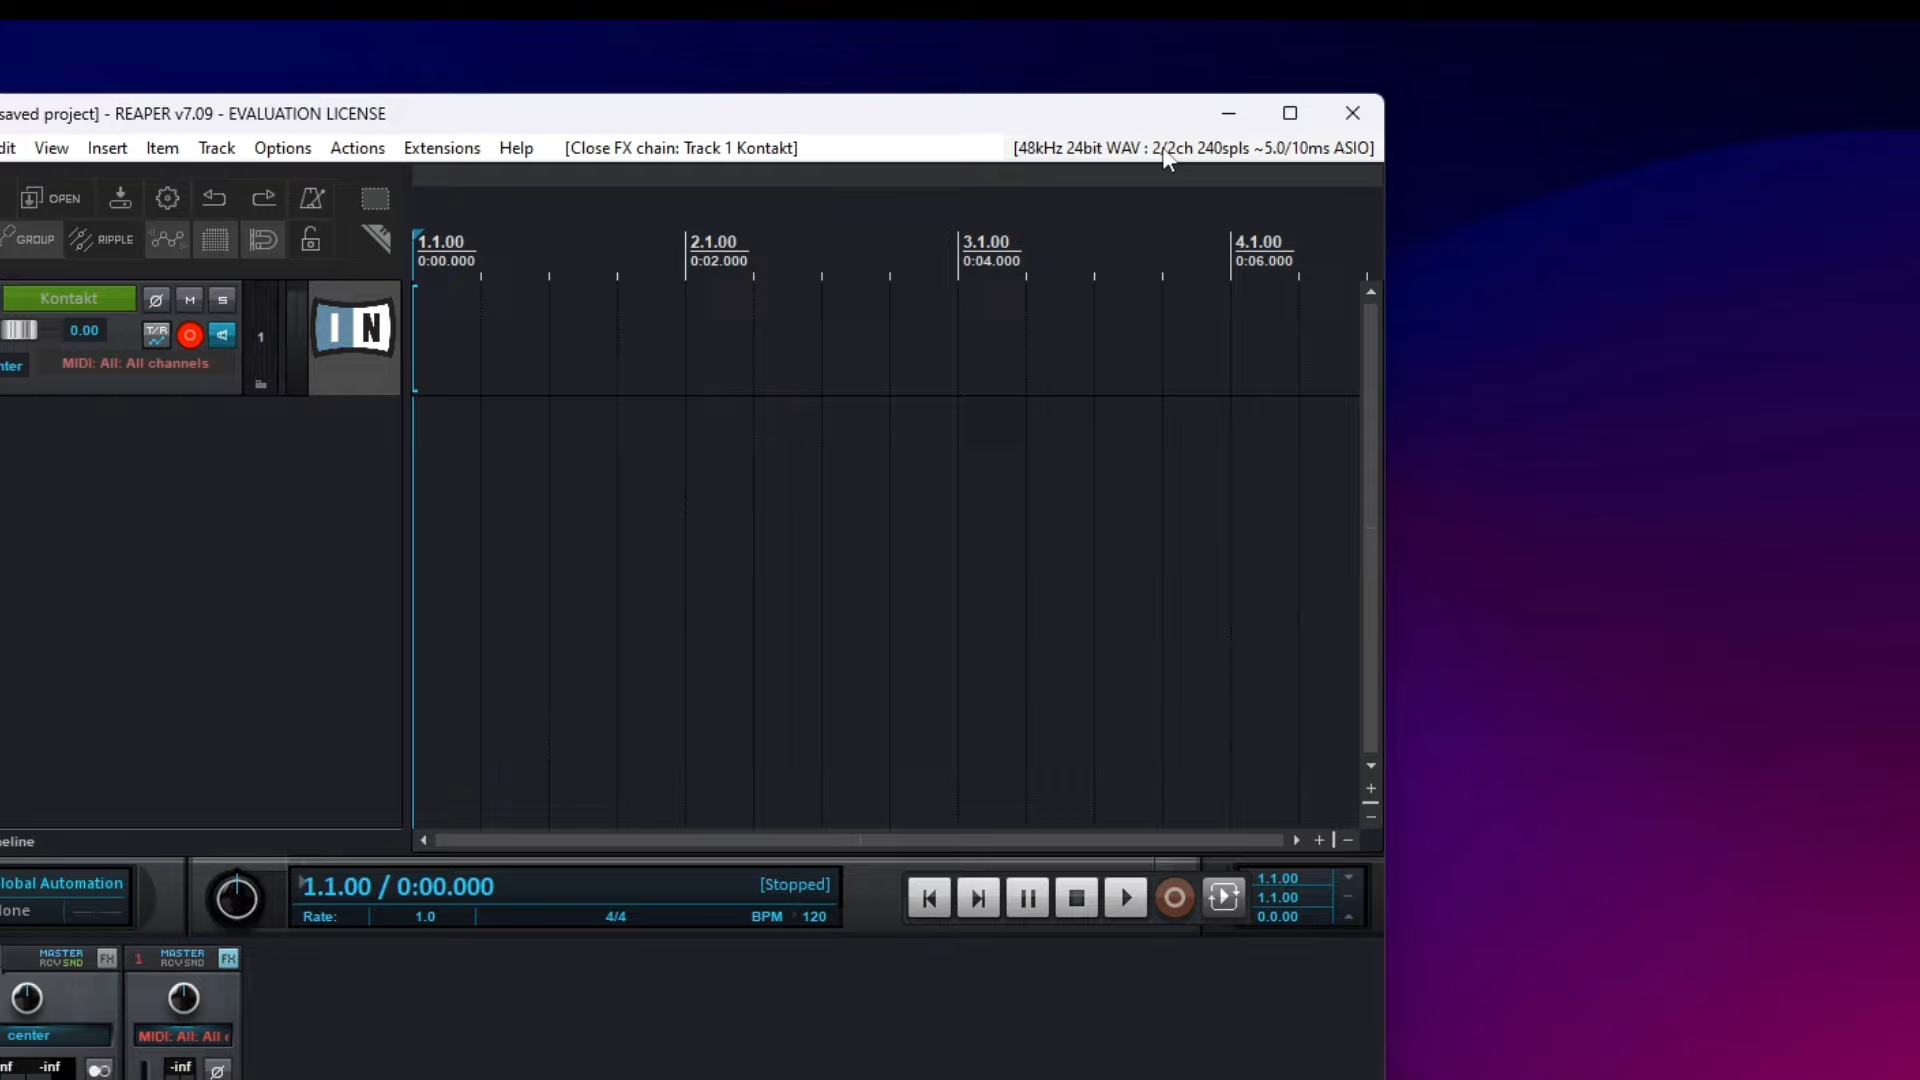 saved project] - REAPER v7.09 - EVALUATION LICENSE
dit View Insert Item Track Options Actions Extensions Help [Close FX chain: Track 1 Kontakt] [48kHz 24bit WAV : 2/2ch 240spls ~5.0/10ms ASIO]
OPEN
GROUP RIPPLE
1.1.00 2.1.00 3.1.00 4.1.00
0:00.000 0:02.000 0:04.000 0:06.000
Kontakt Ø M S
0.00 T/R 1 I N
nter MIDI: All: All channels
eline
lobal Automation
lone
1.1.00 / 0:00.000 [Stopped]
Rate: 1.0 4/4 BPM 120
1.1.00
1.1.00
0.0.00
MASTER FX 1 MASTER FX
RCV SND RCV SND
center MIDI: All: All
nf -inf -inf Ø